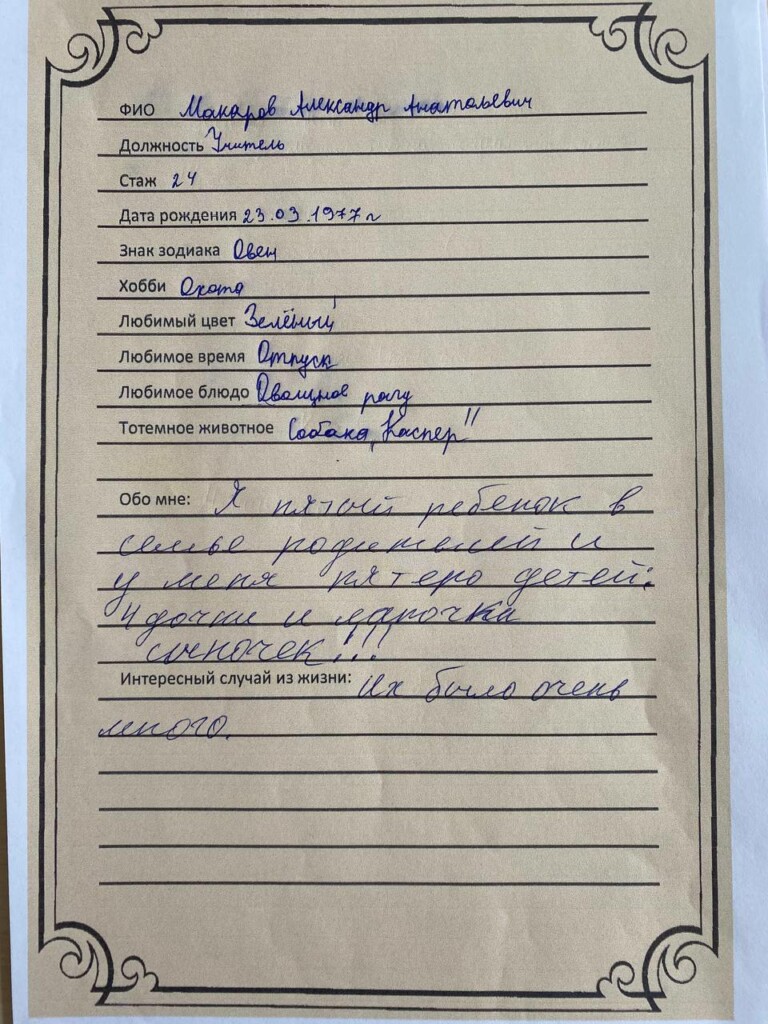 ФИО Макаров Александр Анатольевич
Должность Учитель
Стаж 24
Дата рождения 23.03.1977г
Знак зодиака Овен
Хобби Охота
Любимый цвет Зелёный
Любимое время Отпуск
Любимое блюдо Овощное рагу
Тотемное животное Собака „Каспер"
Обо мне: Я пятый ребенок в
семье родителей и
у меня пятеро детей:
4 дочки и лапочка
сыночек!!!
Интересный случай из жизни: Их было очень
много.